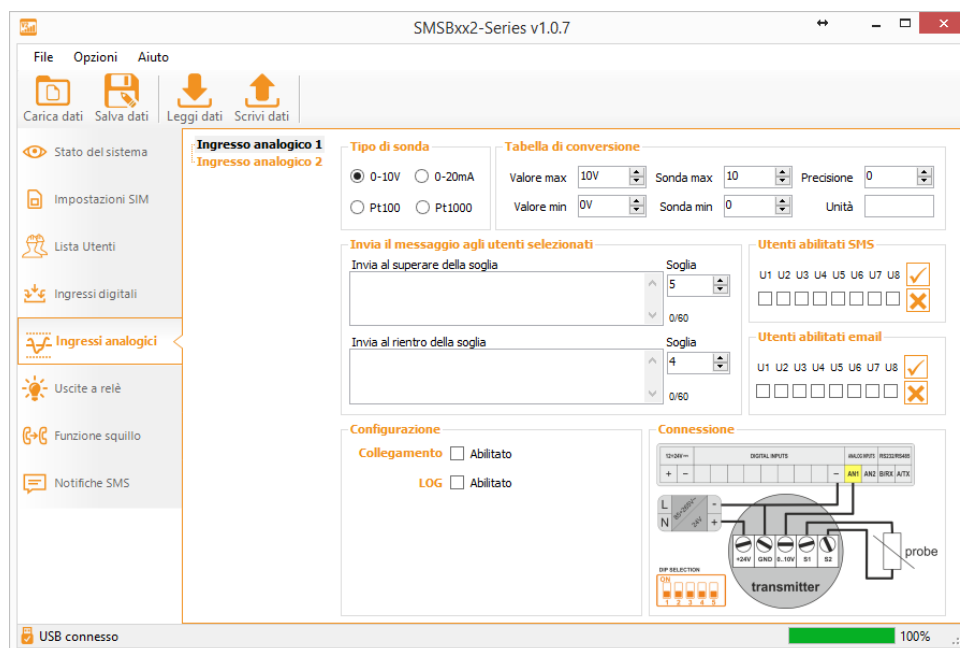 SMSBxx2-Series v1.0.7
File Opzioni Aiuto
Carica dati Salva dati Leggi dati Scrivi dati
Stato del sistema
Impostazioni SIM
Lista Utenti
Ingressi digitali
Ingressi analogici
Uscite a relè
Funzione squillo
Notifiche SMS
Ingresso analogico 1
Ingresso analogico 2
Tipo di sonda
0-10V 0-20mA
Pt100 Pt1000
Tabella di conversione
Valore max 10V Sonda max 10 Precisione 0
Valore min 0V Sonda min 0 Unità
Invia il messaggio agli utenti selezionati
Invia al superare della soglia Soglia
5
0/60
Invia al rientro della soglia Soglia
4
0/60
Utenti abilitati SMS
U1 U2 U3 U4 U5 U6 U7 U8
Utenti abilitati email
U1 U2 U3 U4 U5 U6 U7 U8
Configurazione
Collegamento Abilitato
LOG Abilitato
Connessione
12÷24V DIGITAL INPUTS ANALOG INPUTS RS232/RS485
+ - - AN1 AN2 B/RX A/TX
L -
N 24V +
+24V GND 0..10V S1 S2
probe
transmitter
DIP SELECTION
ON
1 2 3 4 5
USB connesso 100%